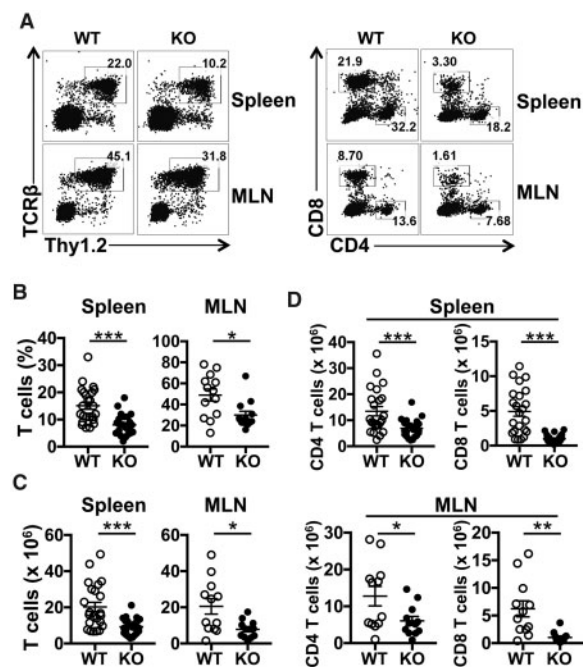 A
WT KO
22.0 10.2
Spleen
45.1 31.8
MLN
TCRβ
Thy1.2
WT KO
21.9 3.30
32.2 18.2
Spleen
8.70 1.61
13.6 7.68
MLN
CD8
CD4
B
Spleen
MLN
T cells (%)
40
30
20
10
0
***
WT KO
100
80
60
40
20
0
*
WT KO
C
Spleen
MLN
T cells (x 10⁶)
60
40
20
0
***
WT KO
60
40
20
0
*
WT KO
D
Spleen
CD4 T cells (x 10⁶)
40
30
20
10
0
***
WT KO
CD8 T cells (x 10⁶)
15
10
5
0
***
WT KO
MLN
CD4 T cells (x 10⁶)
30
20
10
0
*
WT KO
CD8 T cells (x 10⁶)
20
15
10
5
0
**
WT KO